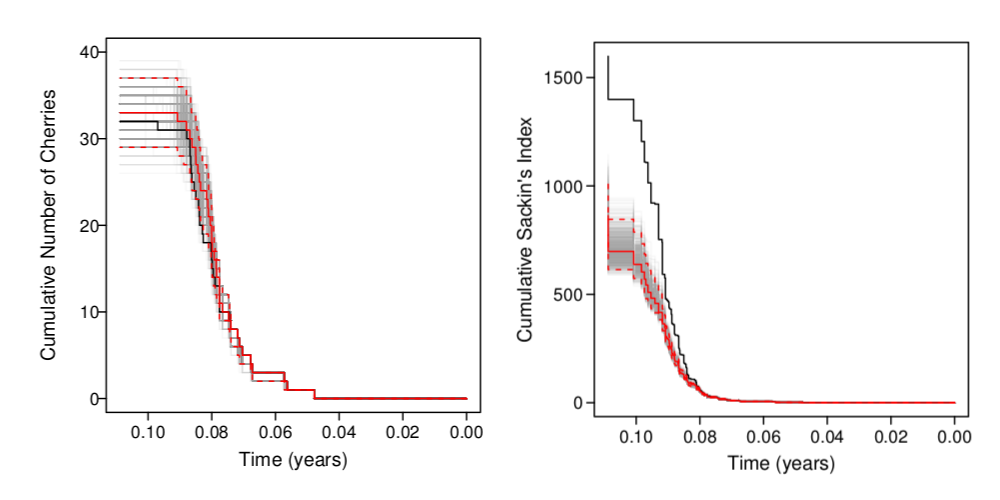 Cumulative Number of Cherries
40
30
20
10
0
0.10 0.08 0.06 0.04 0.02 0.00
Time (years)
Cumulative Sackin's Index
1500
1000
500
0
0.10 0.08 0.06 0.04 0.02 0.00
Time (years)